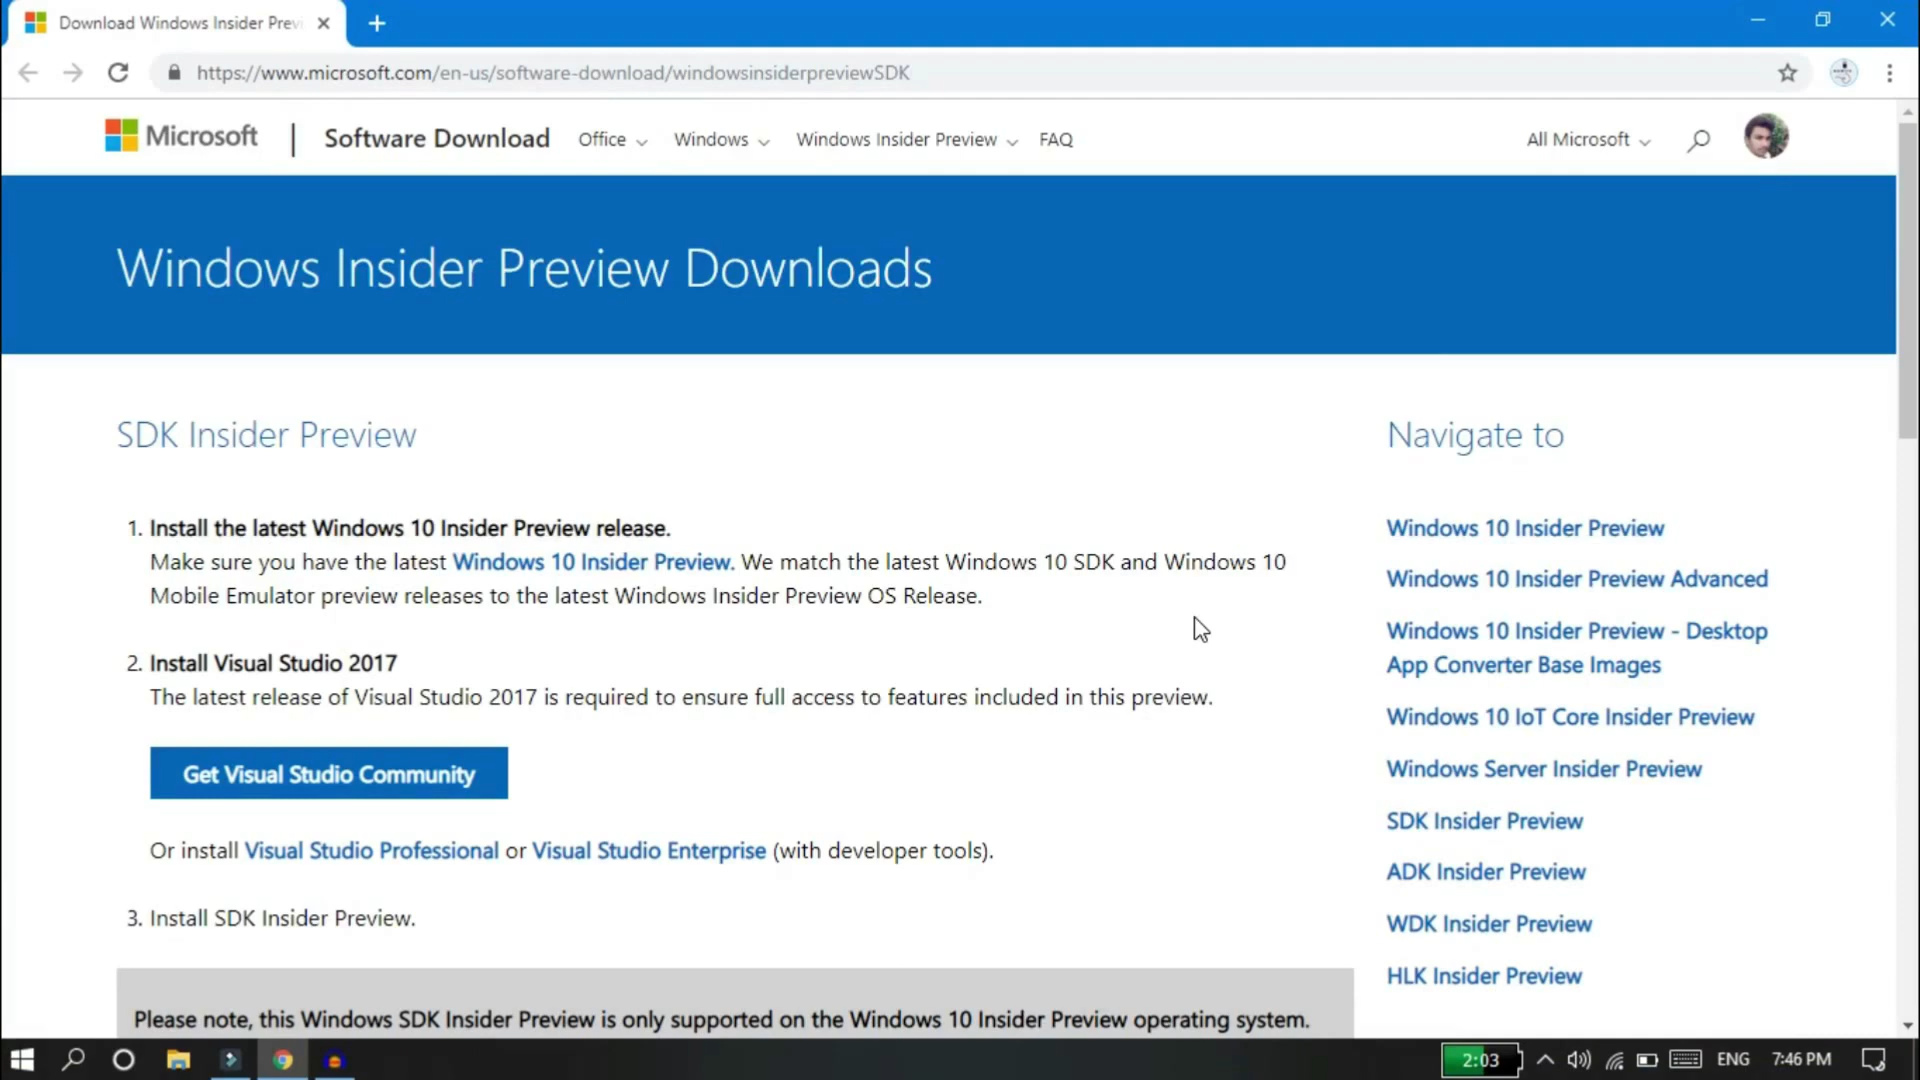 Download Windows Insider Prev
https://www.microsoft.com/en-us/software-download/windowsinsiderpreviewSDK
Microsoft
Software Download
Office
Windows
Windows Insider Preview
FAQ
All Microsoft
Windows Insider Preview Downloads
SDK Insider Preview
1. Install the latest Windows 10 Insider Preview release.
Make sure you have the latest Windows 10 Insider Preview. We match the latest Windows 10 SDK and Windows 10
Mobile Emulator preview releases to the latest Windows Insider Preview OS Release.
2. Install Visual Studio 2017
The latest release of Visual Studio 2017 is required to ensure full access to features included in this preview.
Get Visual Studio Community
Or install Visual Studio Professional or Visual Studio Enterprise (with developer tools).
3. Install SDK Insider Preview.
Please note, this Windows SDK Insider Preview is only supported on the Windows 10 Insider Preview operating system.
Navigate to
Windows 10 Insider Preview
Windows 10 Insider Preview Advanced
Windows 10 Insider Preview - Desktop
App Converter Base Images
Windows 10 IoT Core Insider Preview
Windows Server Insider Preview
SDK Insider Preview
ADK Insider Preview
WDK Insider Preview
HLK Insider Preview
2:03
ENG
7:46 PM